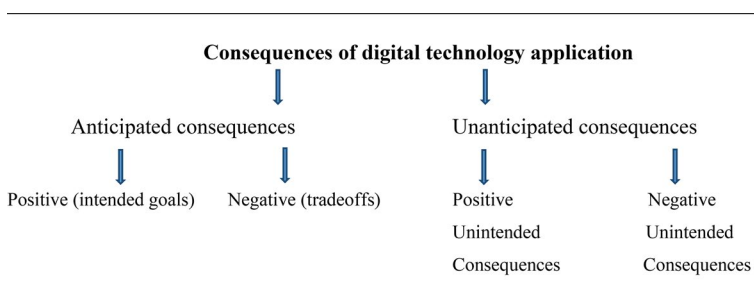 Consequences of digital technology application
Anticipated consequences
Unanticipated consequences
Positive (intended goals)
Negative (tradeoffs)
Positive
Unintended
Consequences
Negative
Unintended
Consequences